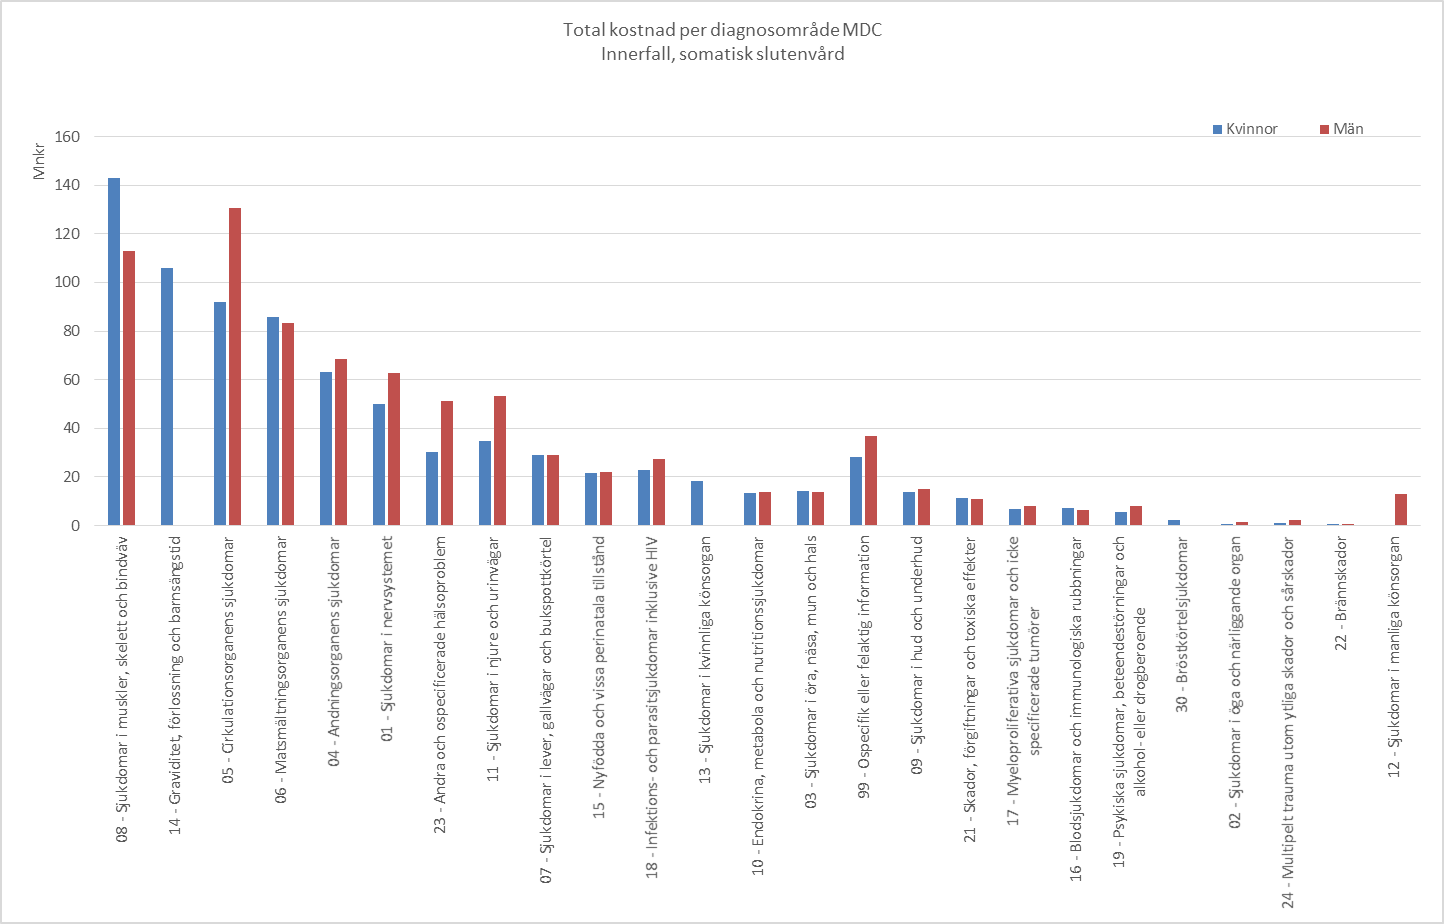 Total kostnad per diagnosområde MDC
Innerfall, somatisk slutenvård
Kvinnor
Män
Mnkr
160
140
120
100
80
60
40
20
0
08 - Sjukdomar i muskler, skelett och bindväv
14 - Graviditet, förlossning och barnsängstid
05 - Cirkulationsorganens sjukdomar
06 - Matsmältningsorganens sjukdomar
04 - Andningsorganens sjukdomar
01 - Sjukdomar i nervsystemet
23 - Andra och ospecificerade hälsoproblem
11 - Sjukdomar i njure och urinvägar
07 - Sjukdomar i lever, gallvägar och bukspottkörtel
15 - Nyfödda och vissa perinatala tillstånd
18 - Infektions- och parasitsjukdomar inklusive HIV
13 - Sjukdomar i kvinnliga könsorgan
10 - Endokrina, metabola och nutritionssjukdomar
03 - Sjukdomar i öra, näsa, mun och hals
99 - Ospecifik eller felaktig information
09 - Sjukdomar i hud och underhud
21 - Skador, förgiftningar och toxiska effekter
17 - Myeloproliferativa sjukdomar och icke
specificerade tumörer
16 - Blodsjukdomar och immunologiska rubbningar
19 - Psykiska sjukdomar, beteendestörningar och
alkohol- eller drogberoende
30 - Bröstkörtelsjukdomar
02 - Sjukdomar i öga och närliggande organ
24 - Multipelt trauma utom ytliga skador och sårskador
22 - Brännskador
12 - Sjukdomar i manliga könsorgan